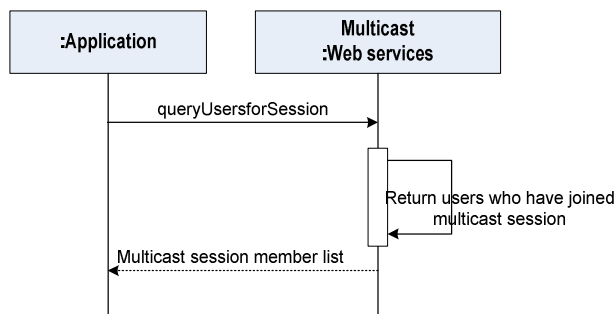 :Application
Multicast
:Web services
queryUsersforSession
Return users who have joined
multicast session
Multicast session member list